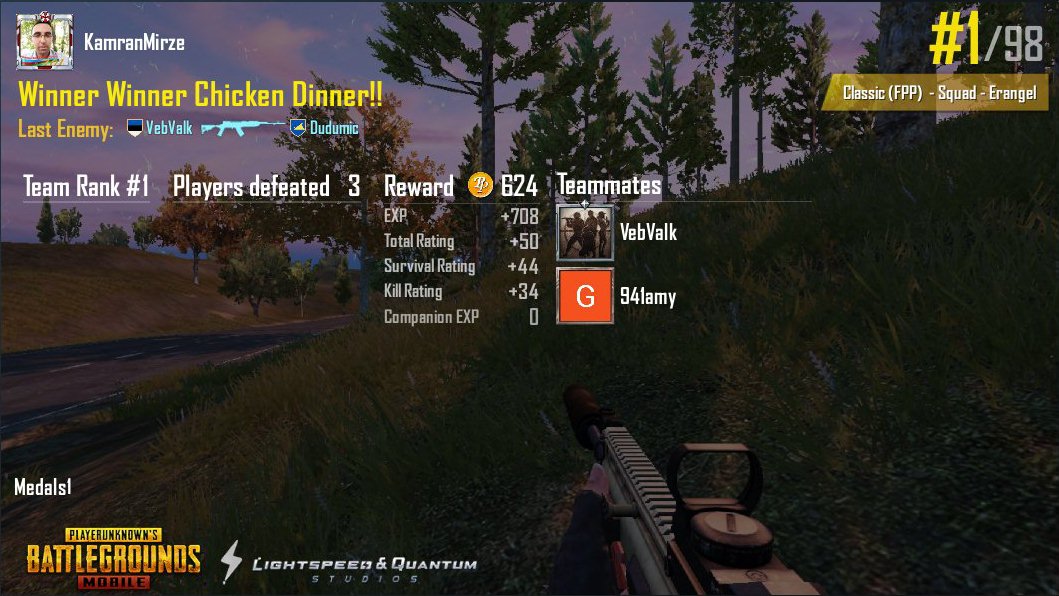 KamranMirze
#1/98
Winner Winner Chicken Dinner!!
Classic (FPP) - Squad - Erangel
Last Enemy: VebValk Dudumic
Team Rank #1 Players defeated 3 Reward 624 Teammates
EXP +708
Total Rating +50
VebValk
Survival Rating +44
Kill Rating +34
G 941amy
Companion EXP 0
Medals1
PLAYERUNKNOWN'S
BATTLEGROUNDS
MOBILE
LIGHTSPEED & QUANTUM
STUDIOS